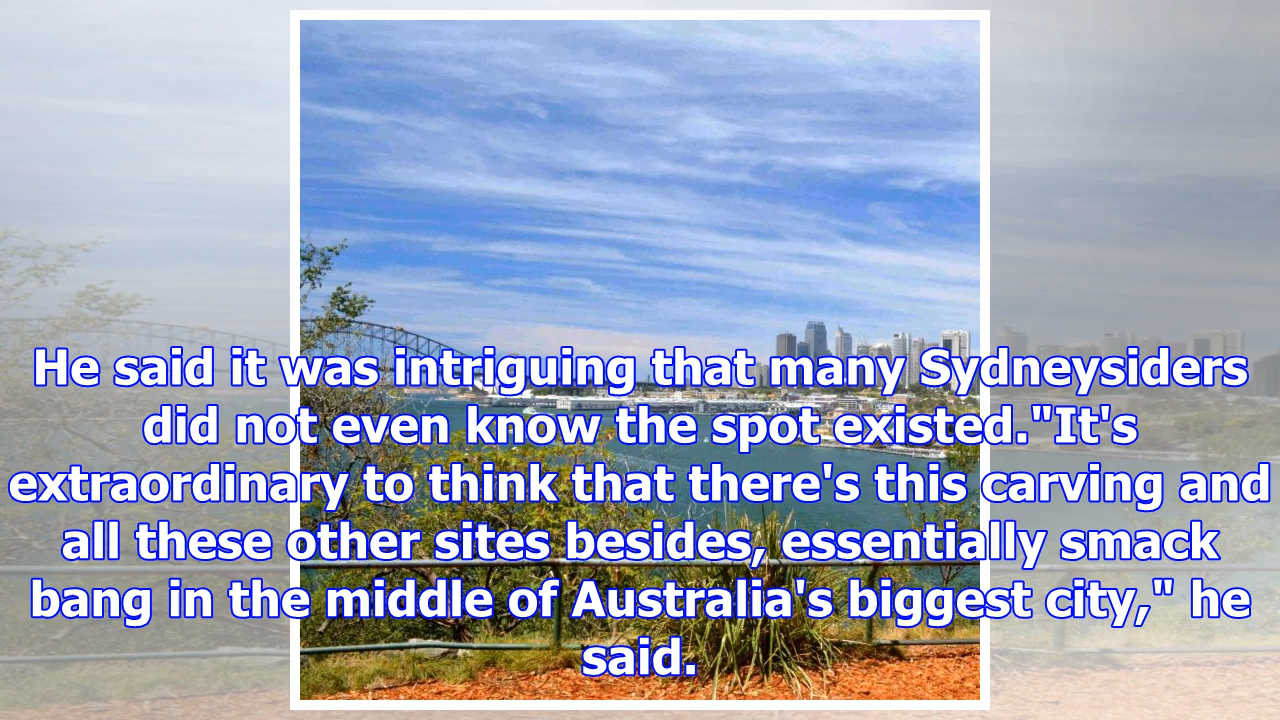 He said it was intriguing that many Sydneysiders
did not even know the spot existed."It's
extraordinary to think that there's this carving and
all these other sites besides, essentially smack
bang in the middle of Australia's biggest city," he
said.